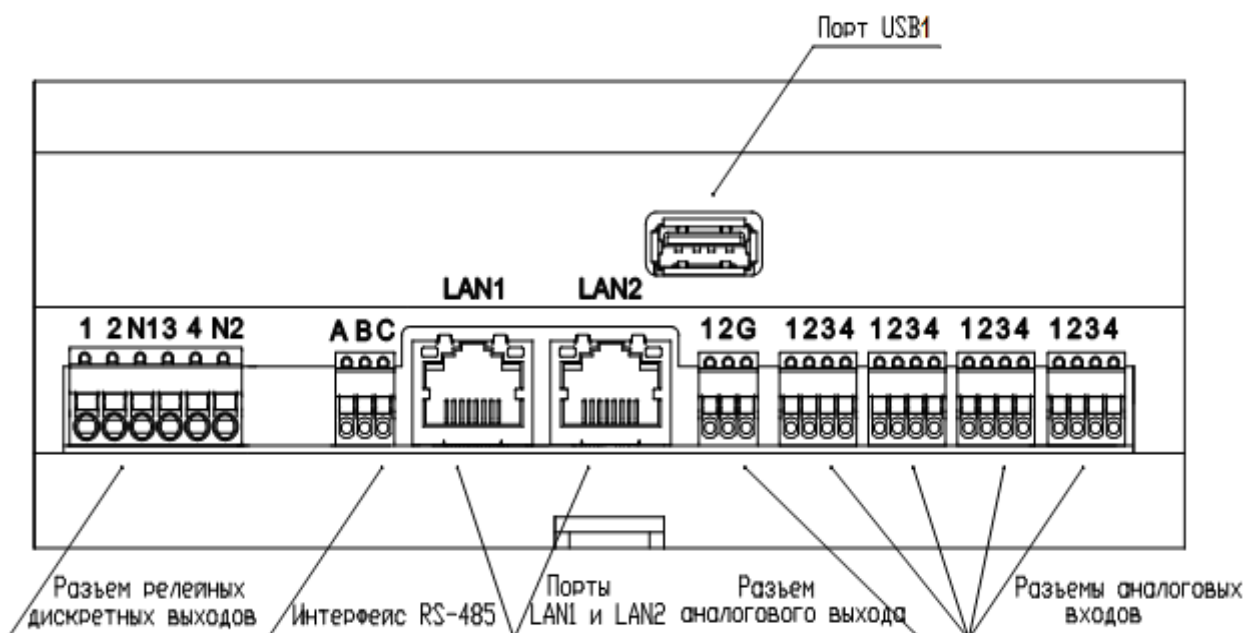 Порт USB1
LAN1 LAN2
1 2 N1 3 4 N2 A B C 1 2 G 1 2 3 4 1 2 3 4 1 2 3 4 1 2 3 4
Разъем релейных
дискретных выходов
Интерфейс RS-485
Порты
LAN1 и LAN2
Разъем
аналогового выхода
Разъемы аналоговых
входов